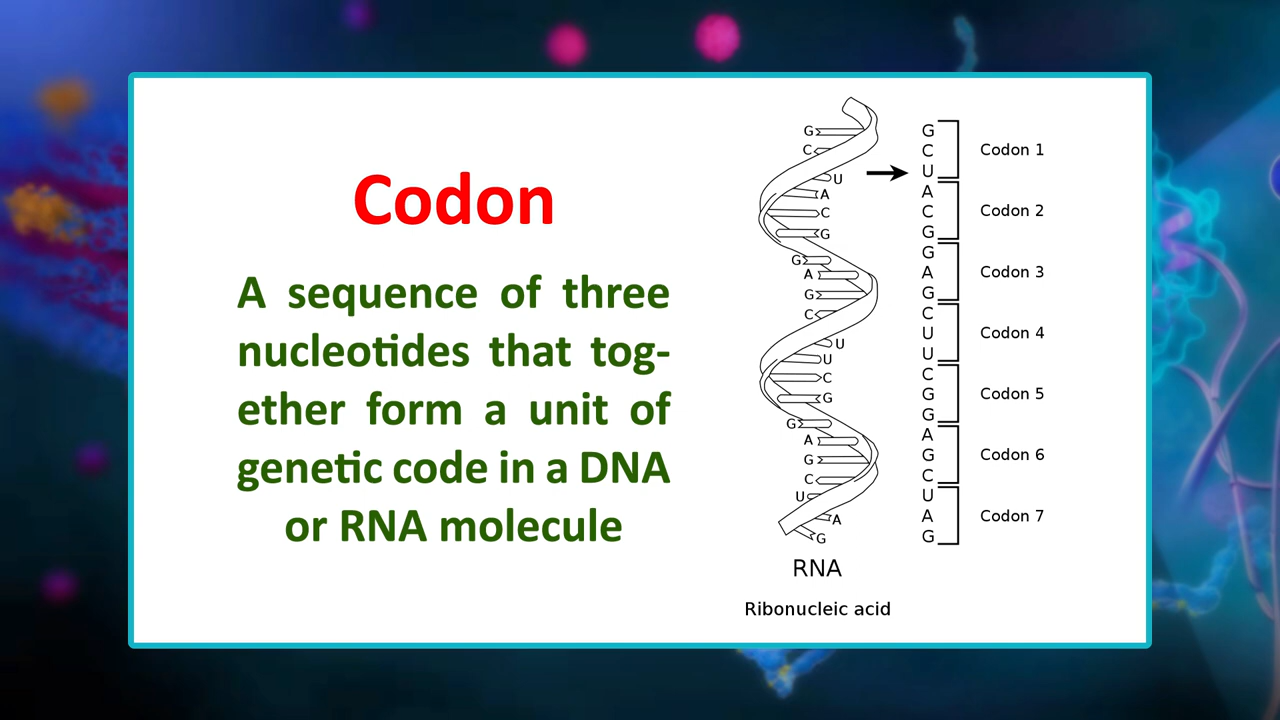 Codon
A sequence of three
nucleotides that tog-
ether form a unit of
genetic code in a DNA
or RNA molecule
G
C
U
A
C
G
G
A
G
C
U
U
C
G
G
A
G
C
U
A
G
RNA
Ribonucleic acid
G
C
U
Codon 1
A
C
G
Codon 2
G
A
G
Codon 3
C
U
U
Codon 4
C
G
G
Codon 5
A
G
C
Codon 6
U
A
G
Codon 7